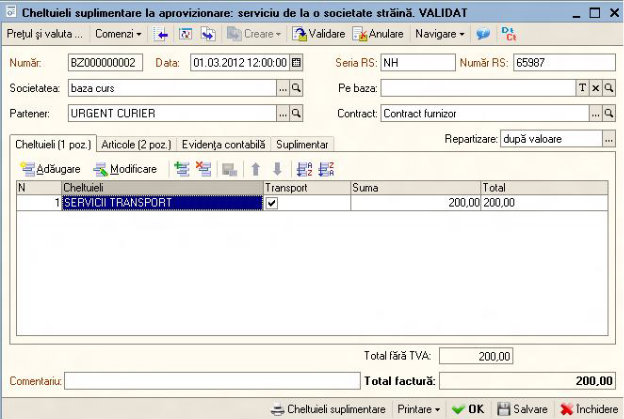 Cheltuieli suplimentare la aprovizionare: serviciu de la o societate străină. VALIDAT
Prețul și valuta ... Comenzi Creare Validare Anulare Navigare Dt Ct
Număr: BZ000000002 Data: 01.03.2012 12:00:00 Seria RS: NH Număr RS: 65987
Societatea: baza curs ... Pe baza: T x
Partener: URGENT CURIER ... Contract: Contract furnizor ...
Cheltuieli (1 poz.) Articole (2 poz.) Evidența contabilă Suplimentar Repartizare: după valoare ...
Adăugare Modificare
N Cheltuieli Transport Suma Total
1 SERVICII TRANSPORT 200,00 200,00
Total fără TVA: 200,00
Comentariu: Total factură: 200,00
Cheltuieli suplimentare Printare OK Salvare Închidere